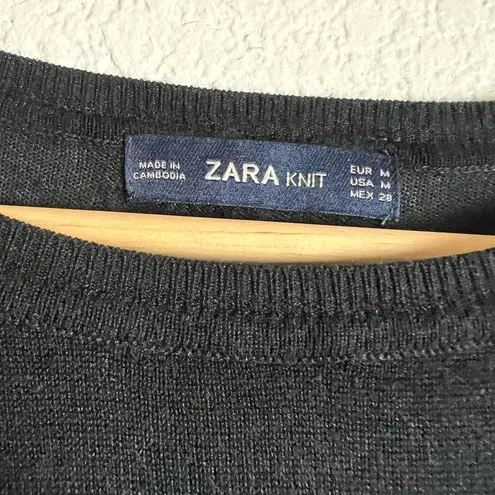 MADE IN
CAMBODIA
ZARA KNIT
EUR M
USA M
MEX 28